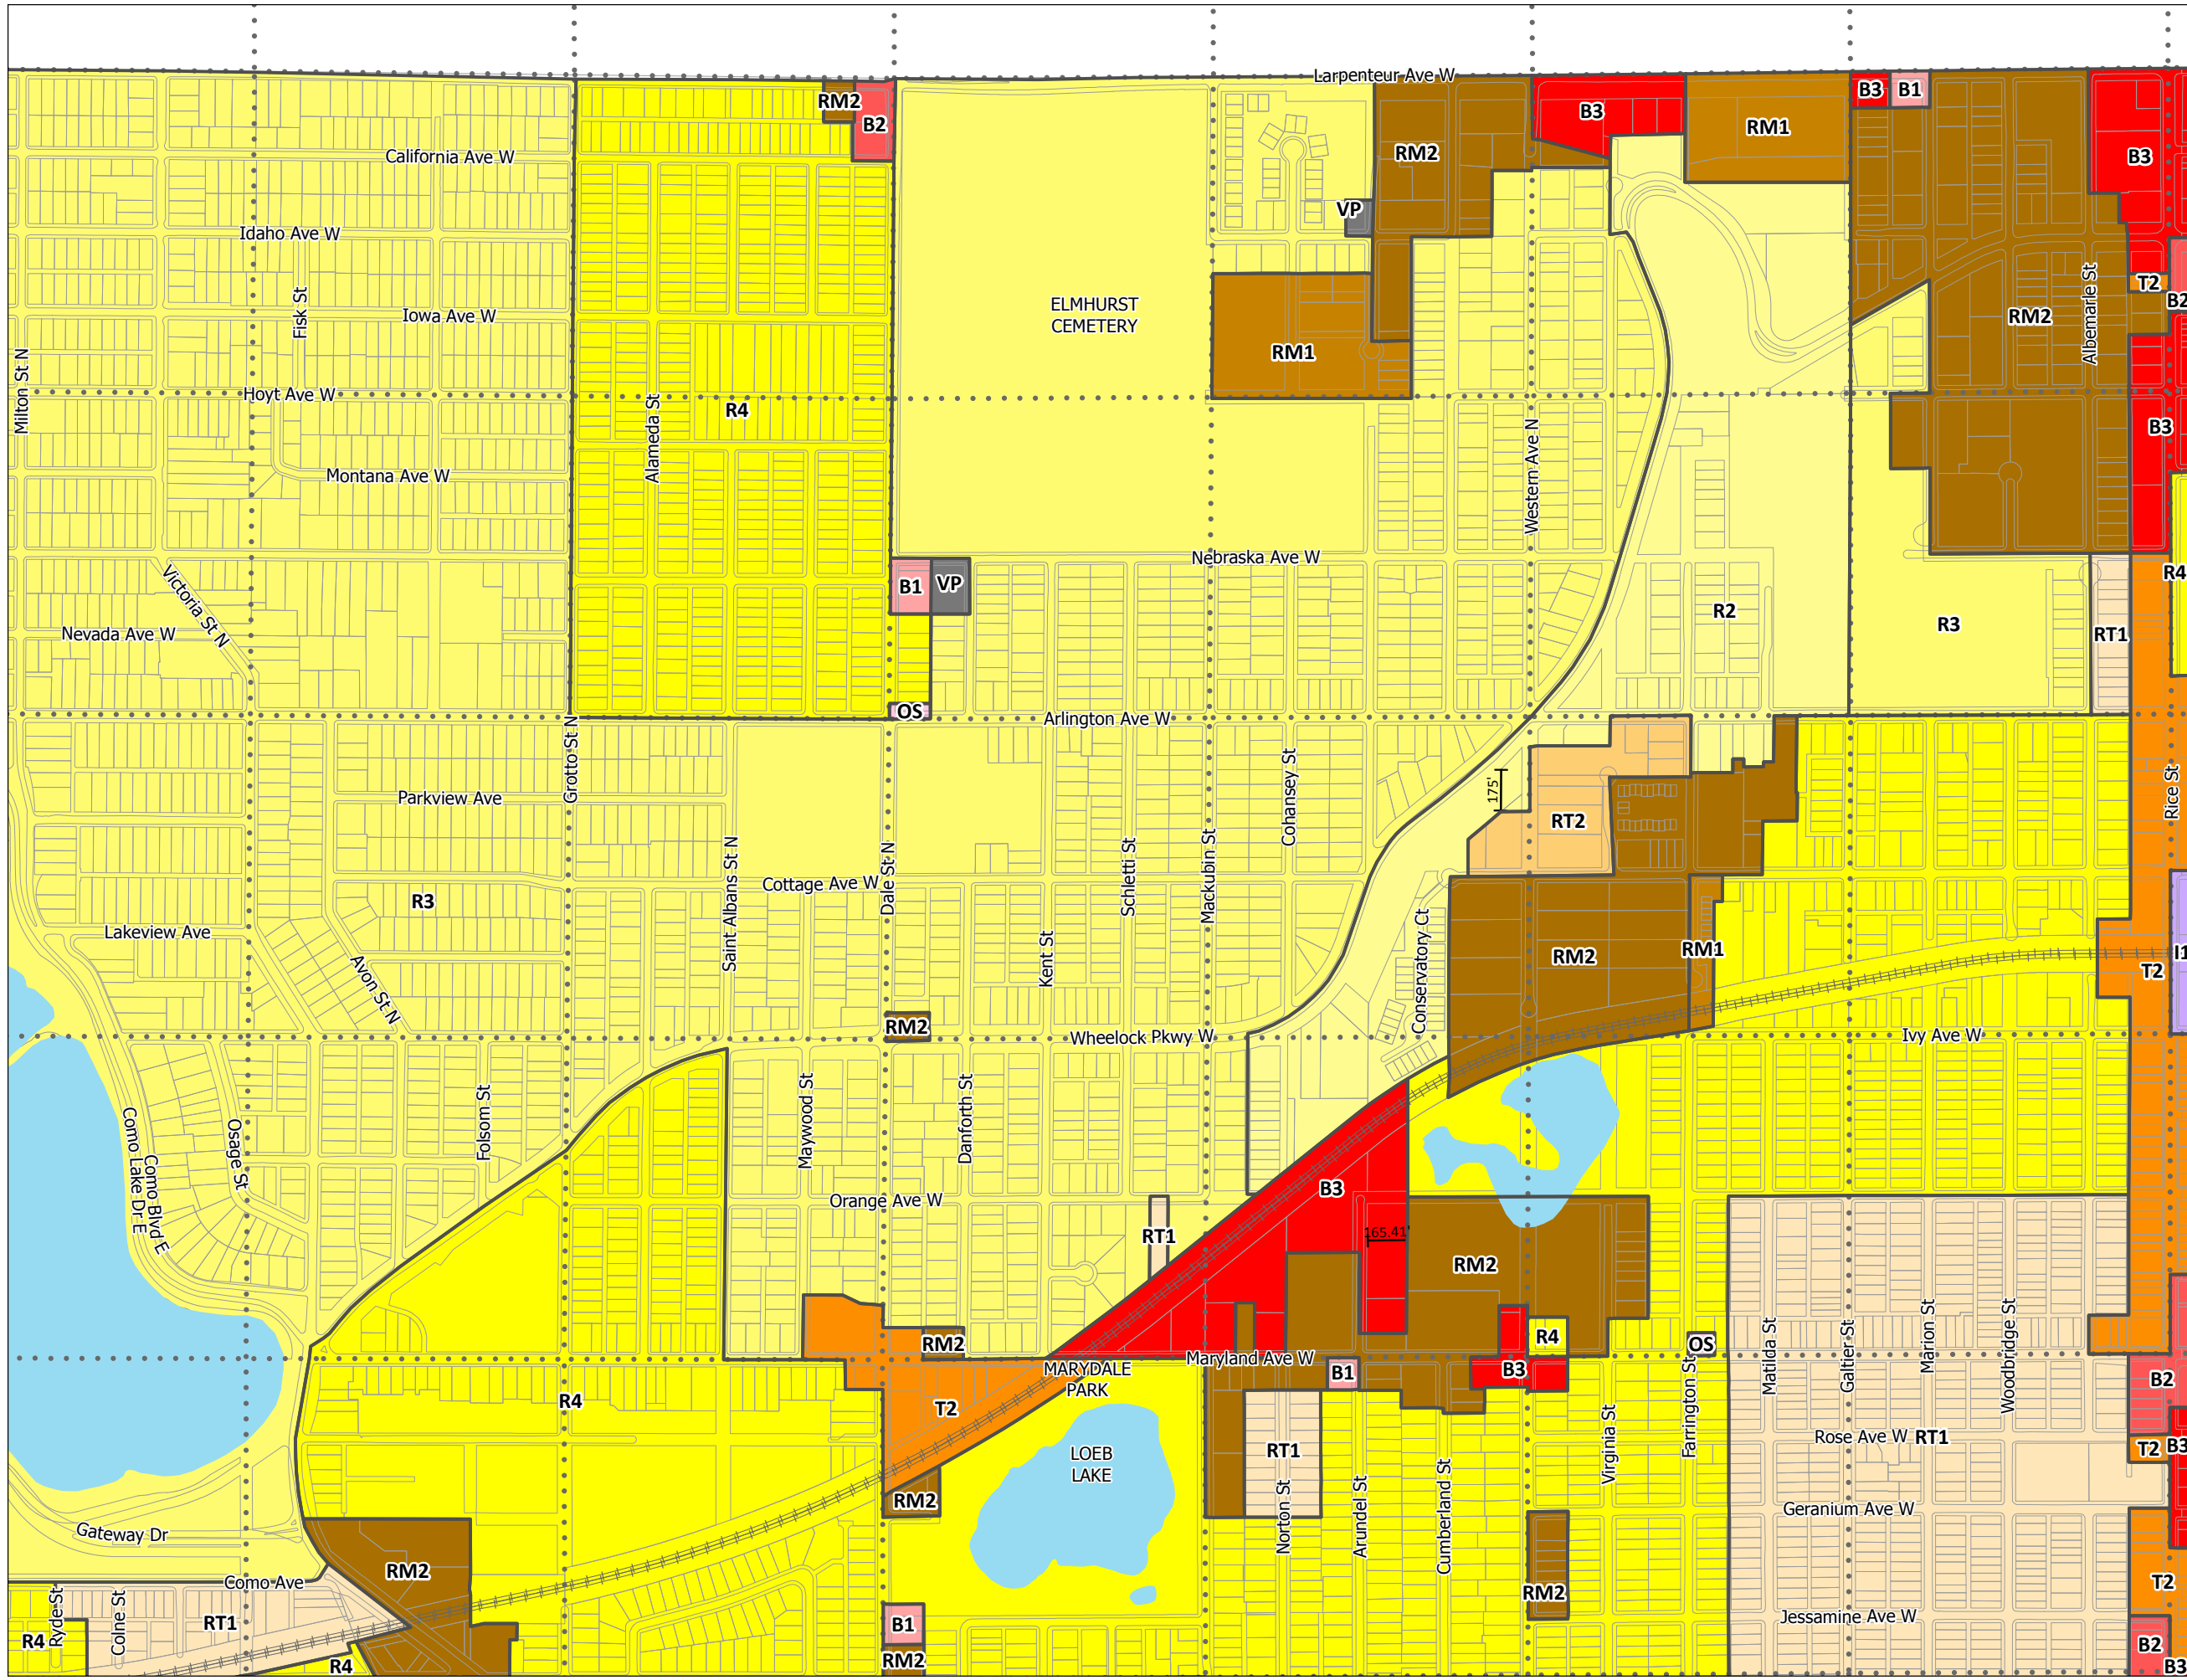 Larpenteur Ave W
RM2
B2
B3
RM1
B3
B1
California Ave W
RM2
B3
VP
Idaho Ave W
ELMHURST
CEMETERY
Fisk St
Iowa Ave W
RM1
Albemarle St
T2
B2
RM2
Milton St N
Hoyt Ave W
Alameda St
R4
Western Ave N
B3
Montana Ave W
Nebraska Ave W
B1
VP
R4
Victoria St N
Nevada Ave W
R2
R3
RT1
OS
Arlington Ave W
Grotto St N
Parkview Ave
Cohansey St
175'
RT2
Rice St
Saint Albans St N
Cottage Ave W
Dale St N
Schletti St
Mackubin St
R3
Lakeview Ave
Kent St
Conservatory Ct
RM2
RM1
T2
I1
Avon St N
RM2
Wheelock Pkwy W
Ivy Ave W
Como Lake Dr E
Como Blvd E
Osage St
Folsom St
Maywood St
Danforth St
Orange Ave W
B3
RT1
165.41'
RM2
RM2
R4
OS
Matilda St
Galtier St
Marion St
Woodbridge St
Maryland Ave W
MARYDALE
PARK
B1
B3
B2
R4
T2
Farrington St
Virginia St
Rose Ave W
RT1
T2
B3
LOEB
LAKE
RT1
Norton St
Arundel St
Cumberland St
RM2
Geranium Ave W
Gateway Dr
RM2
Como Ave
RM2
T2
Ryde St
Colne St
RT1
B1
Jessamine Ave W
R4
R4
RM2
B2
B3